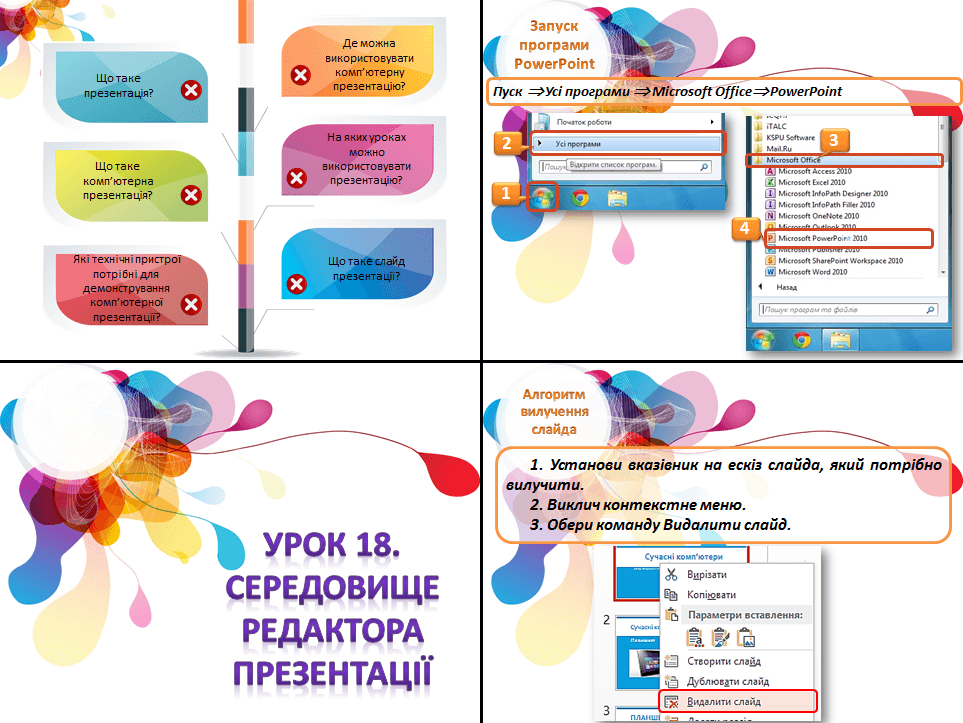 Що таке
презентація?
Де можна
використовувати
комп'ютерну
презентацію?
Що таке
комп'ютерна
презентація?
На яких уроках
можно
використовувати
презентацію?
Які технічні пристрої
потрібні для
демонстрування
комп'ютерної
презентації?
Що таке слайд
презентації?
Запуск
програми
PowerPoint
Пуск ⇒Усі програми ⇒Microsoft Office⇒PowerPoint
Початок роботи
2
Усі програми
Відкрити список програм.
1
iTALC
KSPU Software
3
Mail.Ru
Microsoft Office
Microsoft Access 2010
Microsoft Excel 2010
Microsoft InfoPath Designer 2010
Microsoft InfoPath Filler 2010
Microsoft OneNote 2010
Microsoft Outlook 2010
4
Microsoft PowerPoint 2010
Microsoft Publisher 2010
Microsoft SharePoint Workspace 2010
Microsoft Word 2010
Назад
Пошук програм та файлів
УРОК 18.
СЕРЕДОВИЩЕ
РЕДАКТОРА
ПРЕЗЕНТАЦІЇ
Алгоритм
вилучення
слайда
1. Установи вказівник на ескіз слайда, який потрібно
вилучити.
2. Виклич контекстне меню.
3. Обери команду Видалити слайд.
Сучасні комп'ютери
Вирізати
Копіювати
Параметри вставлення:
2
Створити слайд
Дублювати слайд
Видалити слайд
3